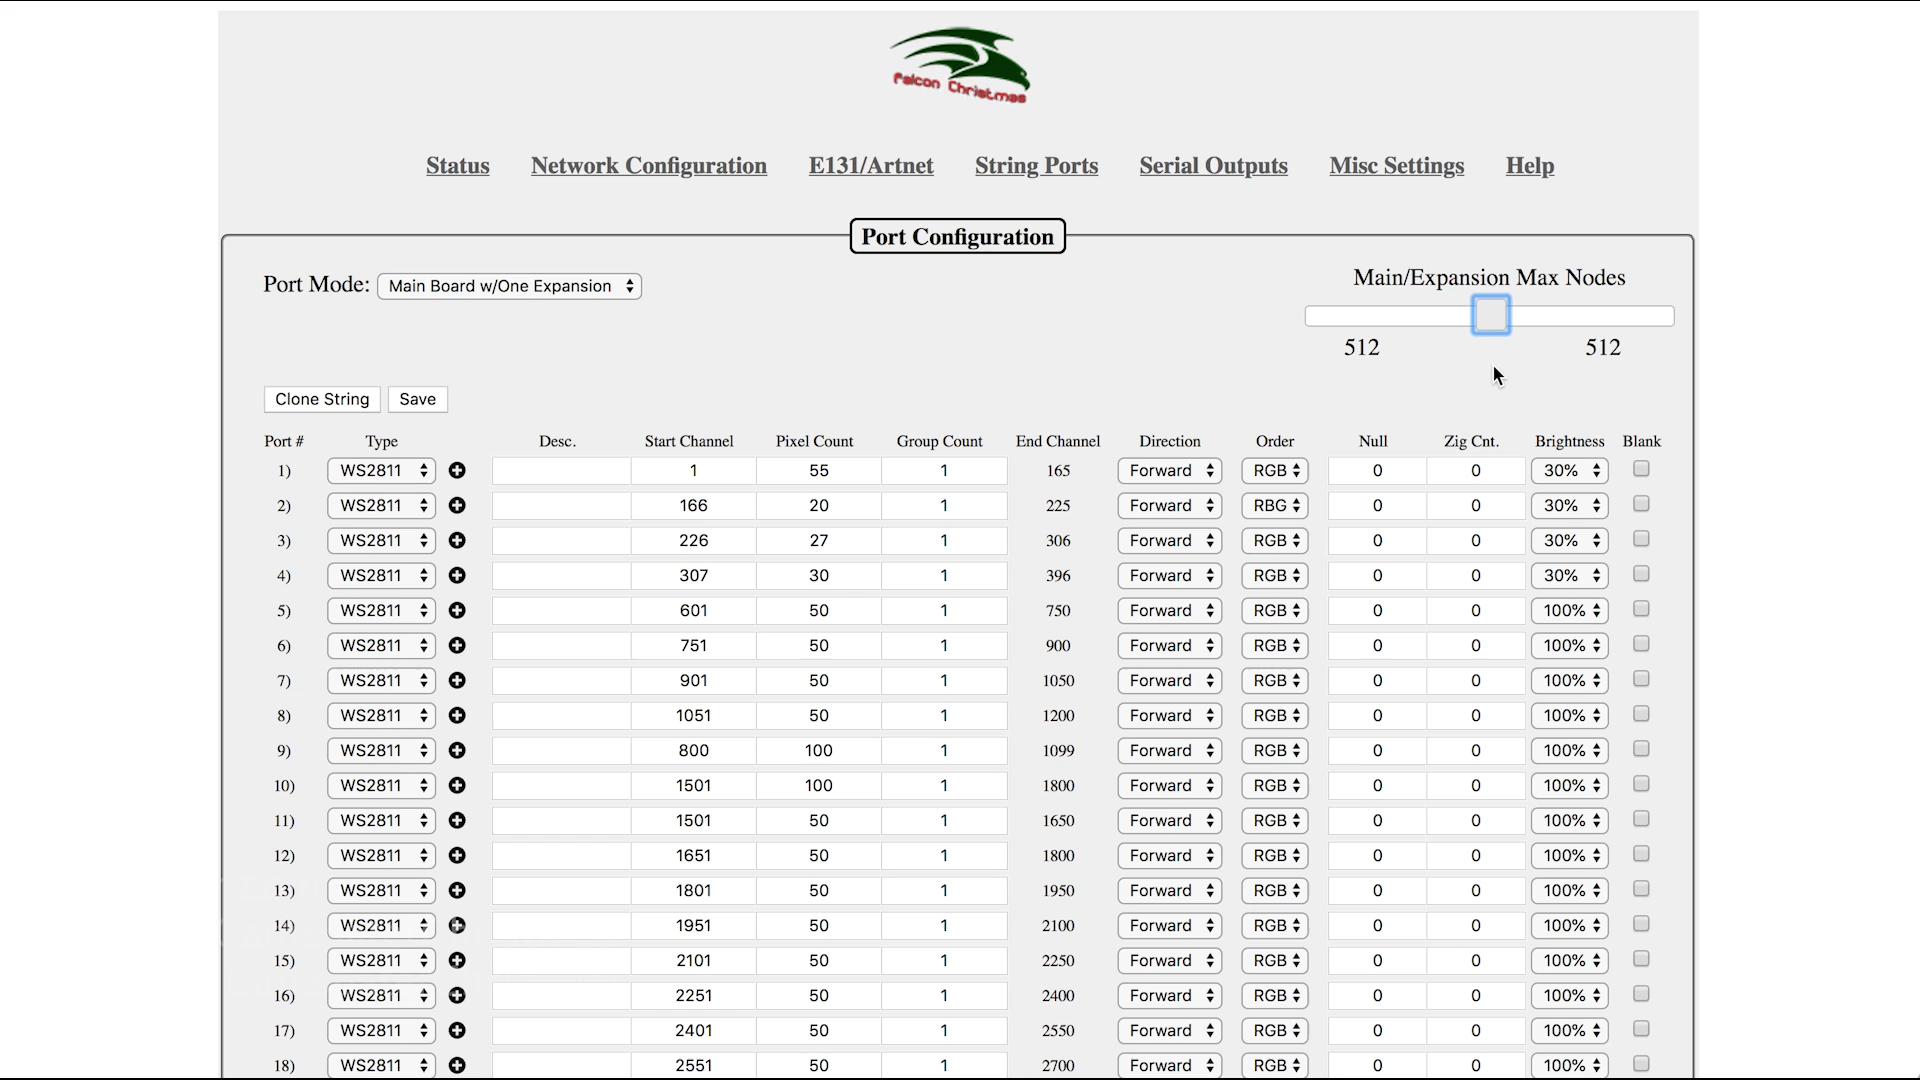 Falcon Christmas
Status Network Configuration E131/Artnet String Ports Serial Outputs Misc Settings Help
Port Configuration
Port Mode: Main Board w/One Expansion
Main/Expansion Max Nodes
512 512
Clone String Save
Port # Type Desc. Start Channel Pixel Count Group Count End Channel Direction Order Null Zig Cnt. Brightness Blank
1) WS2811 1 55 1 165 Forward RGB 0 0 30%
2) WS2811 166 20 1 225 Forward RBG 0 0 30%
3) WS2811 226 27 1 306 Forward RGB 0 0 30%
4) WS2811 307 30 1 396 Forward RGB 0 0 30%
5) WS2811 601 50 1 750 Forward RGB 0 0 100%
6) WS2811 751 50 1 900 Forward RGB 0 0 100%
7) WS2811 901 50 1 1050 Forward RGB 0 0 100%
8) WS2811 1051 50 1 1200 Forward RGB 0 0 100%
9) WS2811 800 100 1 1099 Forward RGB 0 0 100%
10) WS2811 1501 100 1 1800 Forward RGB 0 0 100%
11) WS2811 1501 50 1 1650 Forward RGB 0 0 100%
12) WS2811 1651 50 1 1800 Forward RGB 0 0 100%
13) WS2811 1801 50 1 1950 Forward RGB 0 0 100%
14) WS2811 1951 50 1 2100 Forward RGB 0 0 100%
15) WS2811 2101 50 1 2250 Forward RGB 0 0 100%
16) WS2811 2251 50 1 2400 Forward RGB 0 0 100%
17) WS2811 2401 50 1 2550 Forward RGB 0 0 100%
18) WS2811 2551 50 1 2700 Forward RGB 0 0 100%